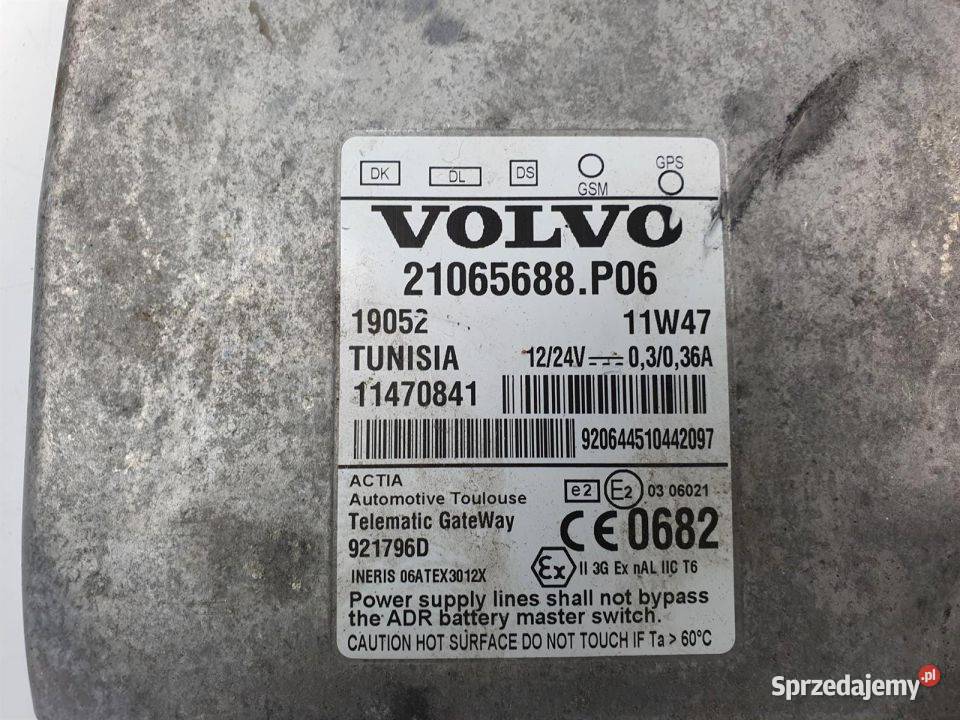 DK DL DS GSM GPS
VOLVO
21065688.P06
19052 11W47
TUNISIA 12/24V 0,3/0,36A
11470841
920644510442097
ACTIA
Automotive Toulouse e2 E2 03 06021
Telematic GateWay
921796D CE 0682
INERIS 06ATEX3012X Ex II 3G Ex nAL IIC T6
Power supply lines shall not bypass
the ADR battery master switch.
CAUTION HOT SURFACE DO NOT TOUCH IF Ta > 60°C
Sprzedajemy.pl